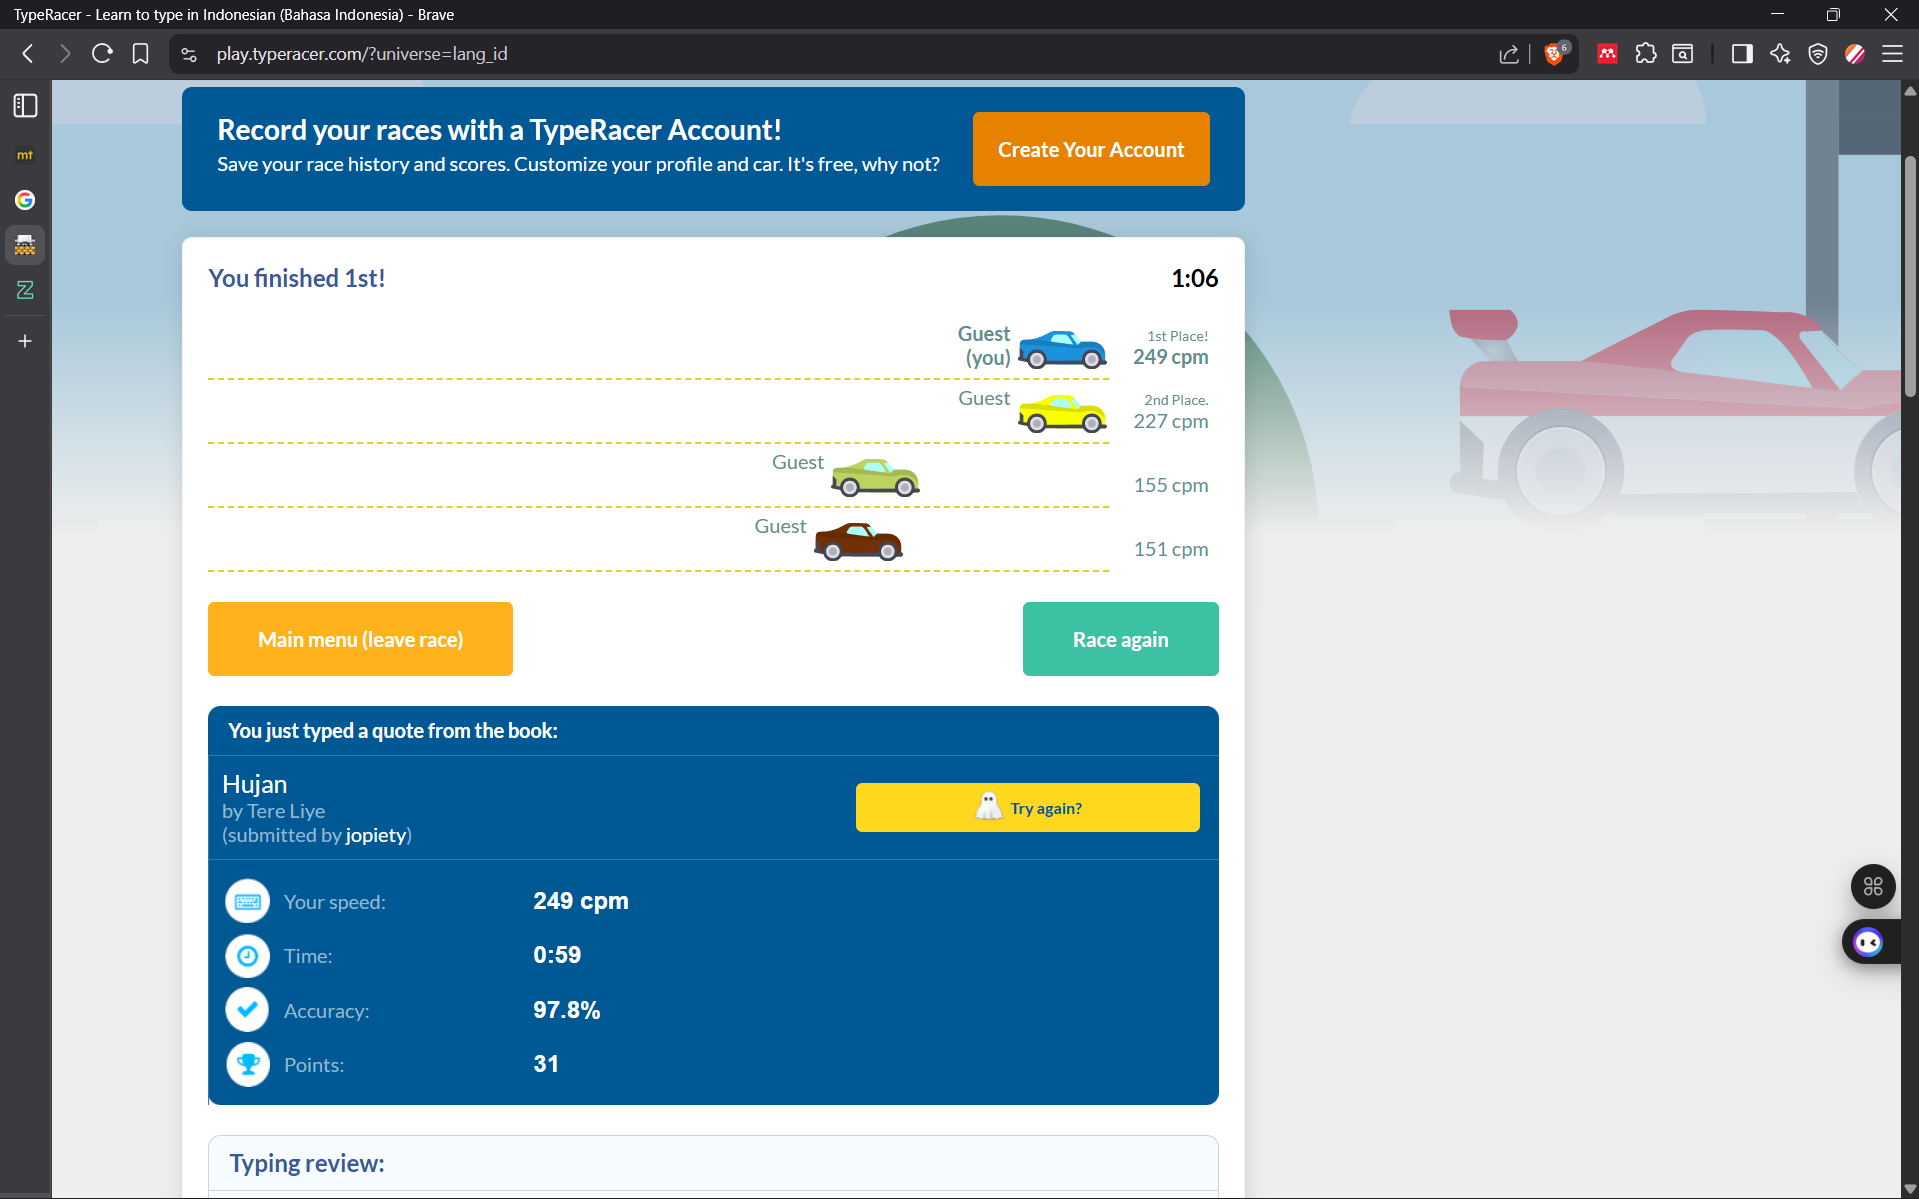 TypeRacer - Learn to type in Indonesian (Bahasa Indonesia) - Brave
play.typeracer.com/?universe=lang_id
6
mt
Record your races with a TypeRacer Account!
Save your race history and scores. Customize your profile and car. It's free, why not?
Create Your Account
You finished 1st!
1:06
Guest
(you)
1st Place!
249 cpm
Guest
2nd Place.
227 cpm
Guest
155 cpm
Guest
151 cpm
Main menu (leave race)
Race again
You just typed a quote from the book:
Hujan
by Tere Liye
(submitted by jopiety)
Try again?
Your speed:
249 cpm
Time:
0:59
Accuracy:
97.8%
Points:
31
Typing review: